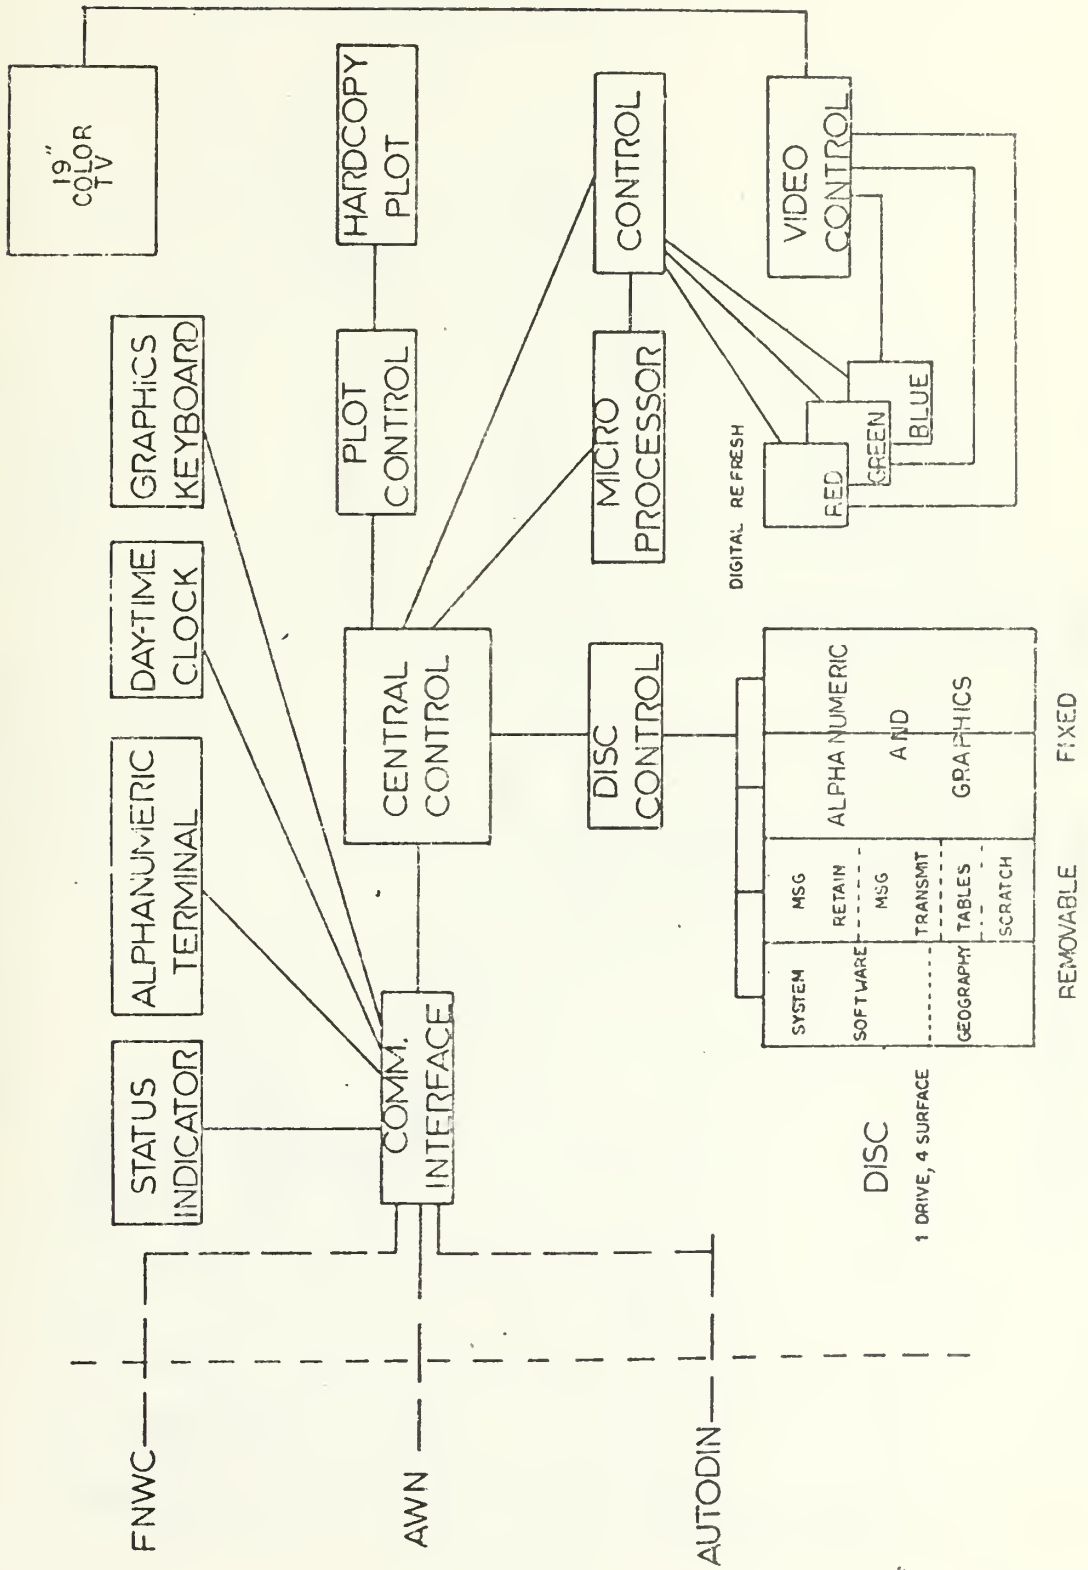 19"
COLOR
TV
STATUS
INDICATOR
ALPHANUMERIC
TERMINAL
DAY-TIME
CLOCK
GRAPHiCS
KEYBOARD
FNWC
AWN
AUTODIN
COMM.
INTERFACE
CENTRAL
CONTROL
PLOT
CONTROL
HARDCOPY
PLOT
DISC
CONTROL
MICRO
PROCESSOR
CONTROL
DIGITAL REFRESH
RED
GREEN
BLUE
VIDEO
CONTROL
DISC
1 DRIVE, 4 SURFACE
SYSTEM
SOFTWARE
GEOGRAPHY
MSG
RETAIN
MSG
TRANSMIT
TABLES
SCRATCH
ALPHANUMERIC
AND
GRAPHICS
REMOVABLE
FIXED